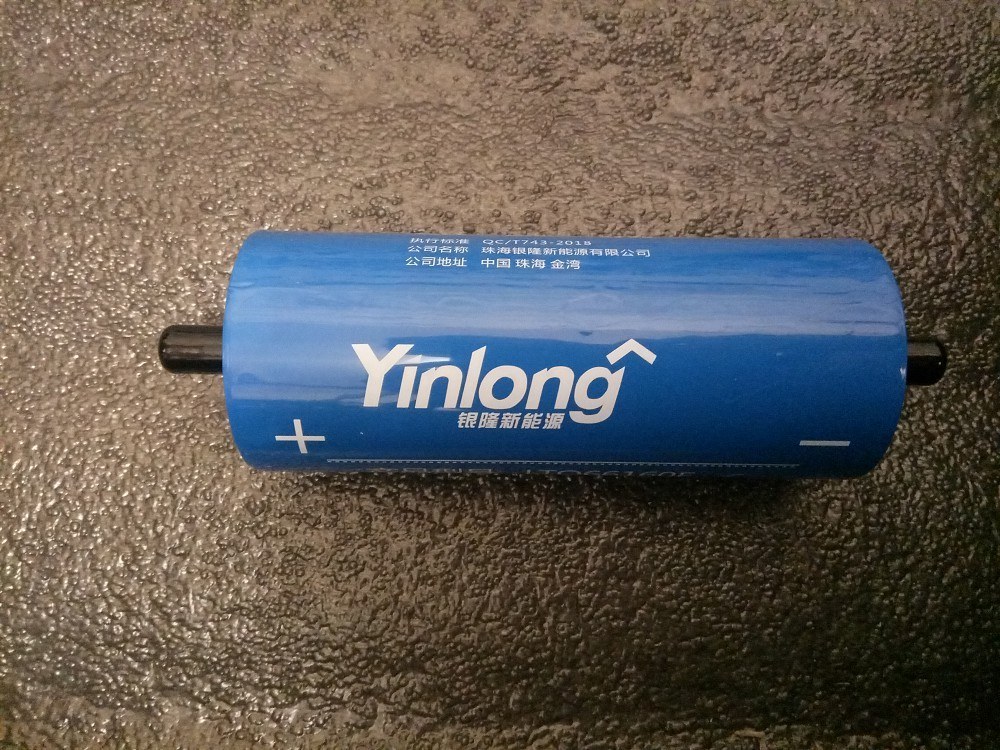 执行标准 QC/T743-2018
公司名称 珠海银隆新能源有限公司
公司地址 中国 珠海 金湾
Yinlong
银隆新能源
+ −